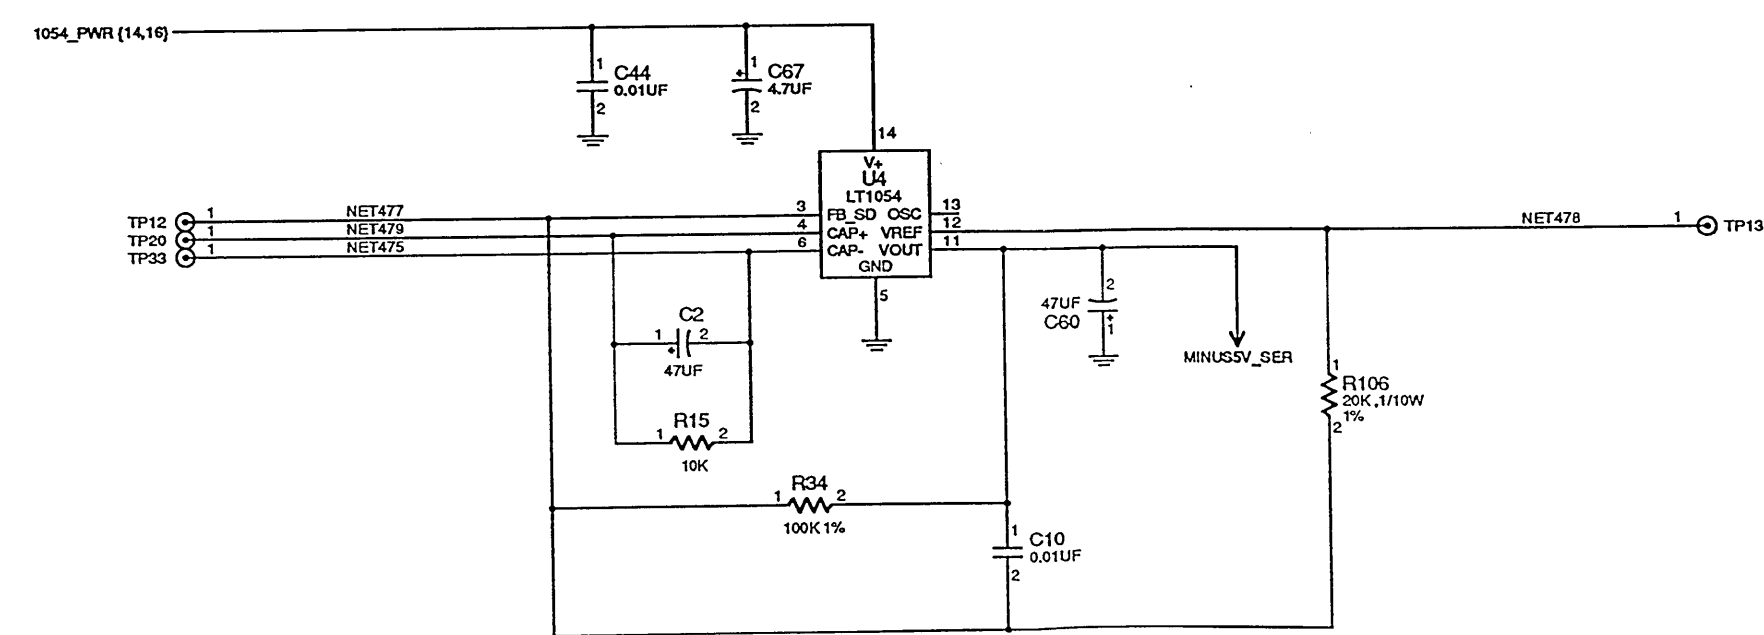 1054_PWR {14,16}
1
C44
0.01UF
2
+
1
C67
4.7UF
2
14
V+
U4
LT1054
3
FB_SD
OSC
13
4
CAP+
VREF
12
6
CAP-
VOUT
11
GND
5
TP12
1
NET477
TP20
1
NET479
TP33
1
NET475
NET478
1
TP13
C2
1
+
2
47UF
R15
1
2
10K
2
47UF
C60
+
1
MINUS5V_SER
1
R106
20K,1/10W
1%
2
R34
1
2
100K 1%
1
C10
0.01UF
2